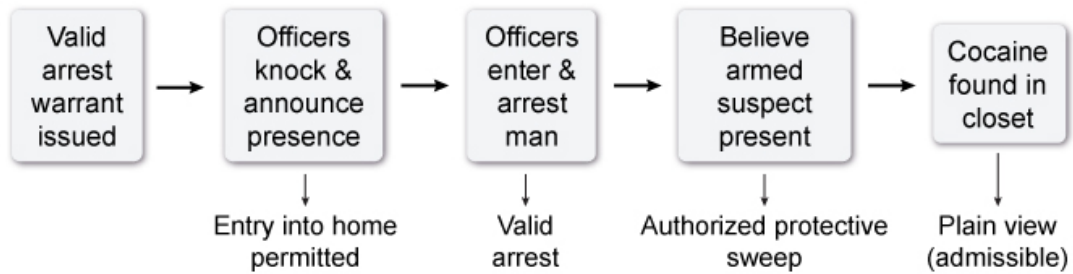 Valid
arrest
warrant
issued
Officers
knock &
announce
presence
Officers
enter &
arrest
man
Believe
armed
suspect
present
Cocaine
found in
closet
Entry into home
permitted
Valid
arrest
Authorized protective
sweep
Plain view
(admissible)